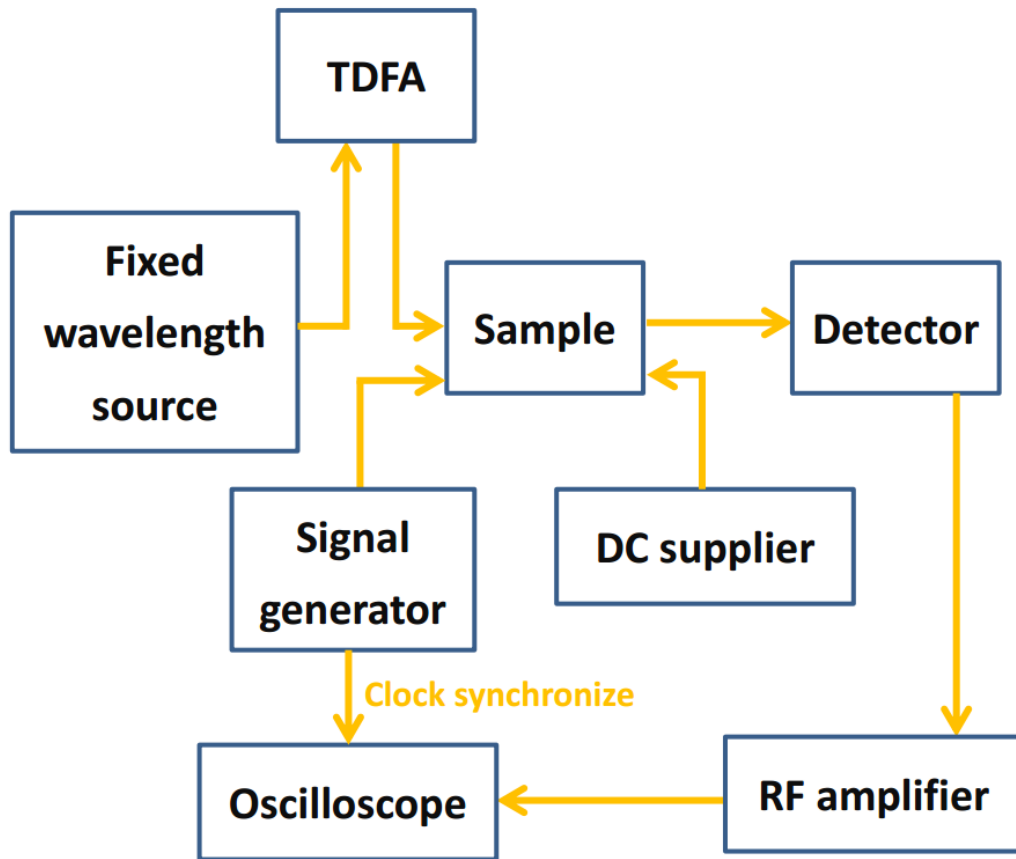 TDFA
Fixed
wavelength
source
Sample
Detector
Signal
generator
DC supplier
Clock synchronize
Oscilloscope
RF amplifier